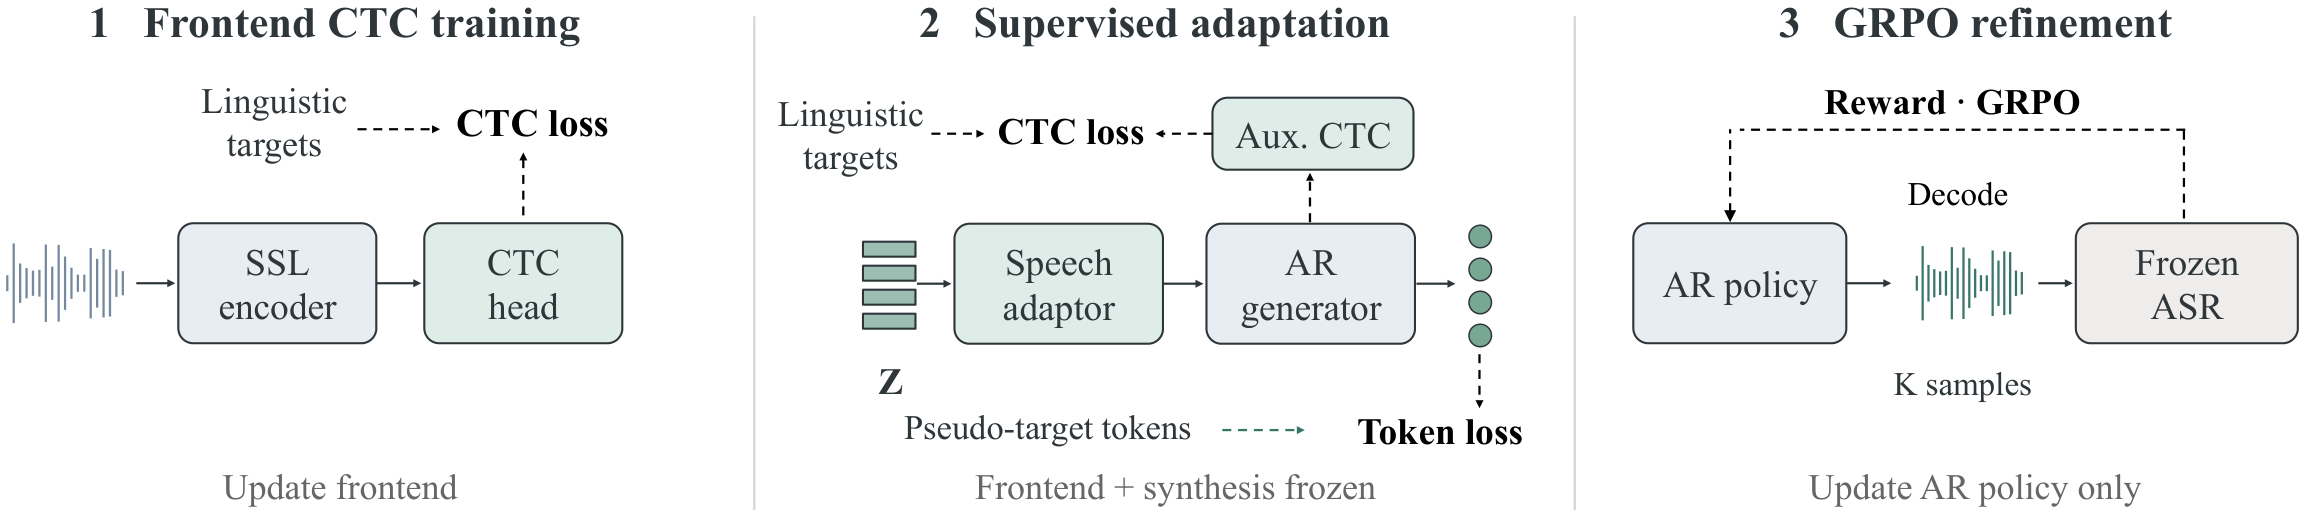 1 Frontend CTC training
Linguistic
targets
CTC loss
SSL
encoder
CTC
head
Update frontend
2 Supervised adaptation
Linguistic
targets
CTC loss
Aux. CTC
Speech
adaptor
AR
generator
Z
Pseudo-target tokens
Token loss
Frontend + synthesis frozen
3 GRPO refinement
Reward · GRPO
Decode
AR policy
Frozen
ASR
K samples
Update AR policy only